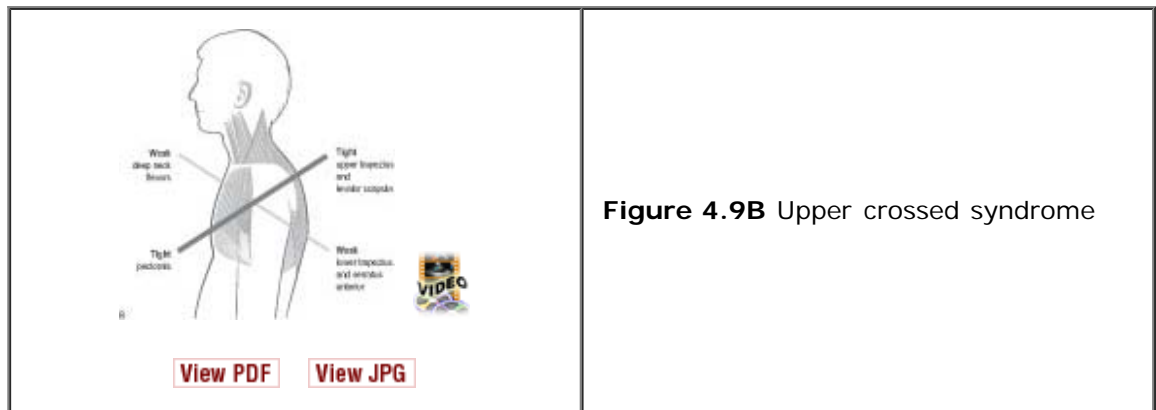 Weak
deep neck
flexors
Tight
upper trapezius
and
levator scapulae
Tight
pectorals
Weak
lower trapezius
and serratus
anterior
B
VIDEO
View PDF
View JPG
Figure 4.9B Upper crossed syndrome